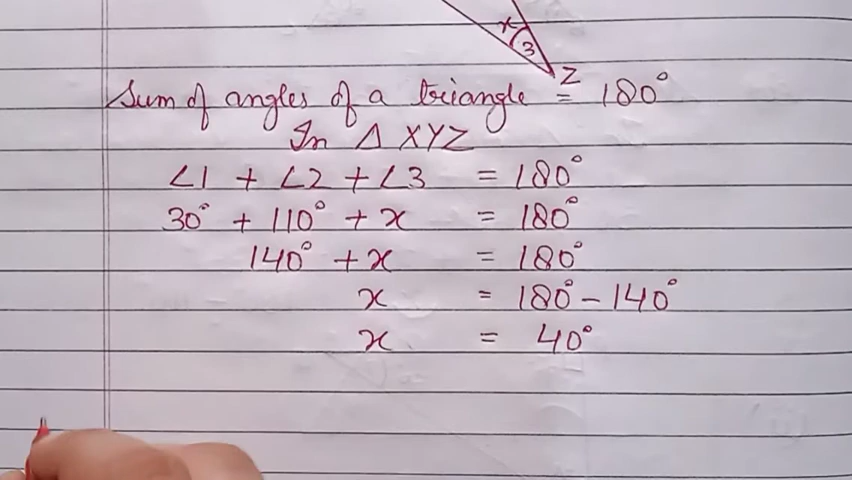 x
3
Z
Sum of angles of a triangle = 180°
In Δ XYZ
∠1 + ∠2 + ∠3 = 180°
30° + 110° + x = 180°
140° + x = 180°
x = 180° - 140°
x = 40°